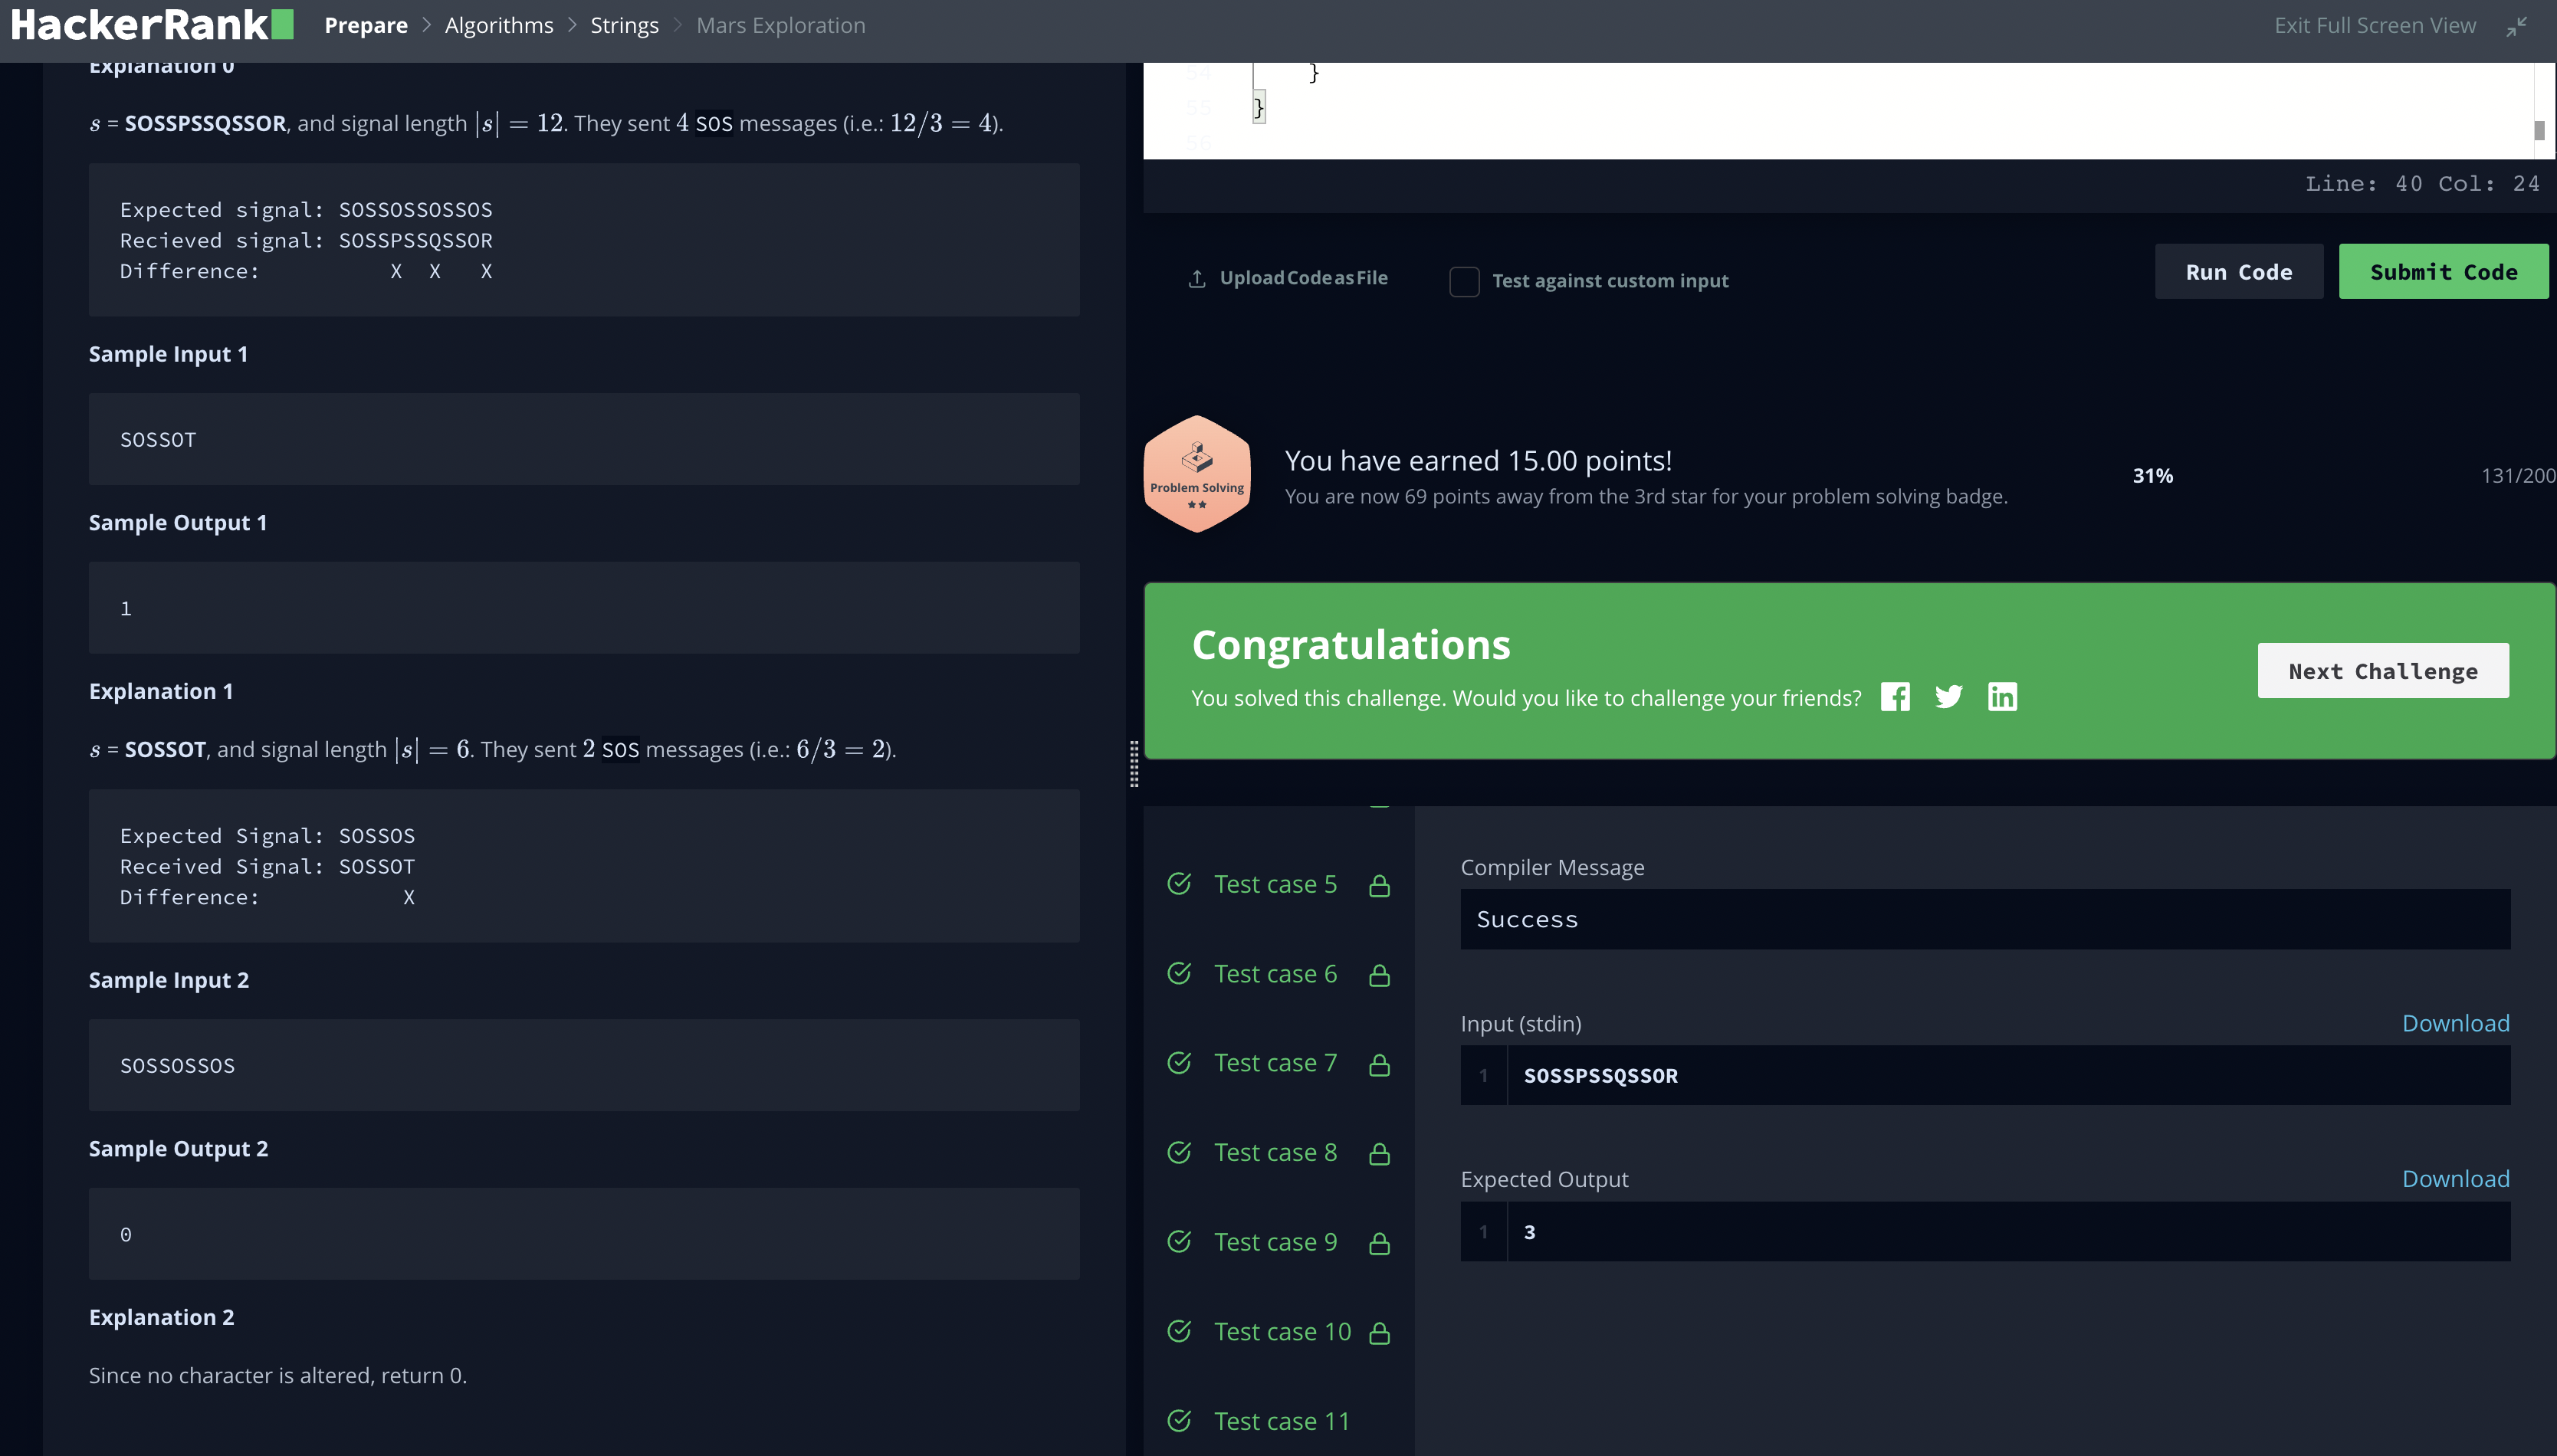 HackerRank
Prepare > Algorithms > Strings > Mars Exploration
Exit Full Screen View
Explanation 0
s = SOSSPSSQSSOR, and signal length |s| = 12. They sent 4 SOS messages (i.e.: 12/3 = 4).
Expected signal: SOSSOSSOSSOS
Recieved signal: SOSSPSSQSSOR
Difference:          X  X   X
Sample Input 1
SOSSOT
Sample Output 1
1
Explanation 1
s = SOSSOT, and signal length |s| = 6. They sent 2 SOS messages (i.e.: 6/3 = 2).
Expected Signal: SOSSOS
Received Signal: SOSSOT
Difference:           X
Sample Input 2
SOSSOSSOS
Sample Output 2
0
Explanation 2
Since no character is altered, return 0.
54 }
55 }
56
Line: 40 Col: 24
Upload Code as File
Test against custom input
Run Code
Submit Code
Problem Solving
You have earned 15.00 points!
You are now 69 points away from the 3rd star for your problem solving badge.
31%
131/200
Congratulations
You solved this challenge. Would you like to challenge your friends?
Next Challenge
Test case 5
Test case 6
Test case 7
Test case 8
Test case 9
Test case 10
Test case 11
Compiler Message
Success
Input (stdin)
Download
1 SOSSPSSQSSOR
Expected Output
Download
1 3